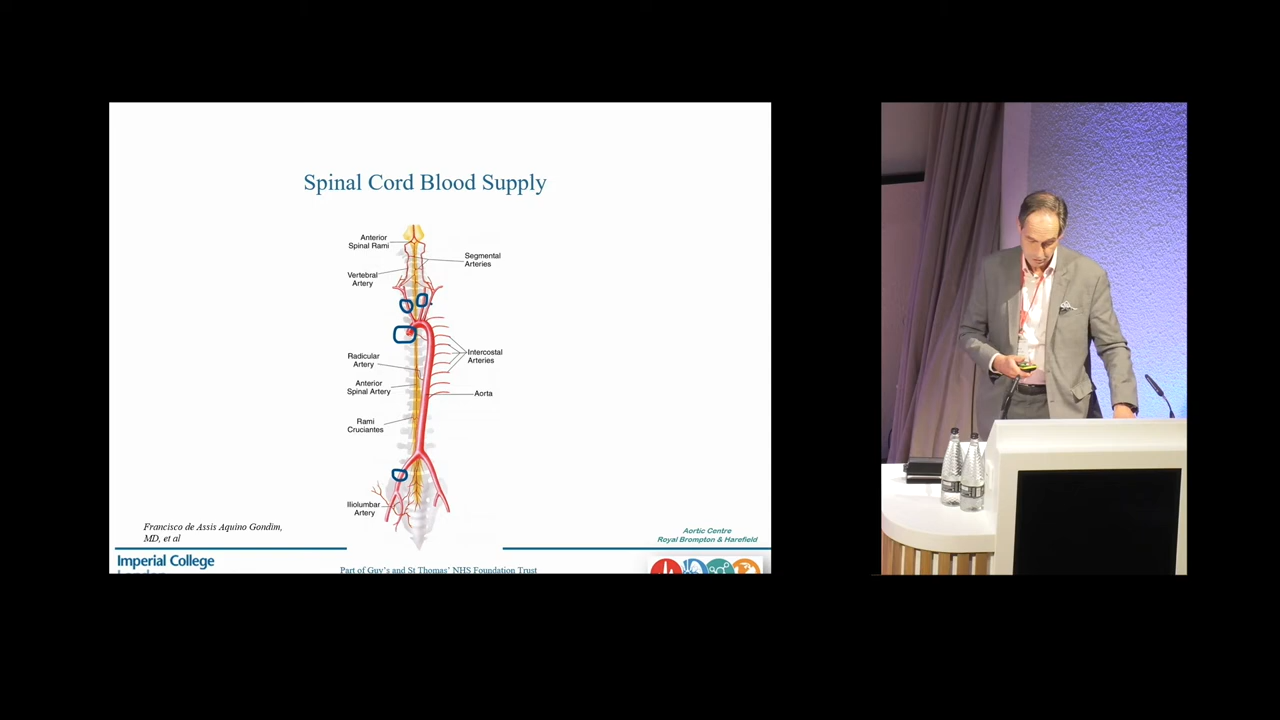 Spinal Cord Blood Supply
Anterior
Spinal Rami
Segmental
Arteries
Vertebral
Artery
Intercostal
Arteries
Radicular
Artery
Anterior
Spinal Artery
Aorta
Rami
Cruciantes
Iliolumbar
Artery
Francisco de Assis Aquino Gondim,
MD, et al
Aortic Centre
Royal Brompton & Harefield
Imperial College
London
Part of Guy's and St Thomas' NHS Foundation Trust